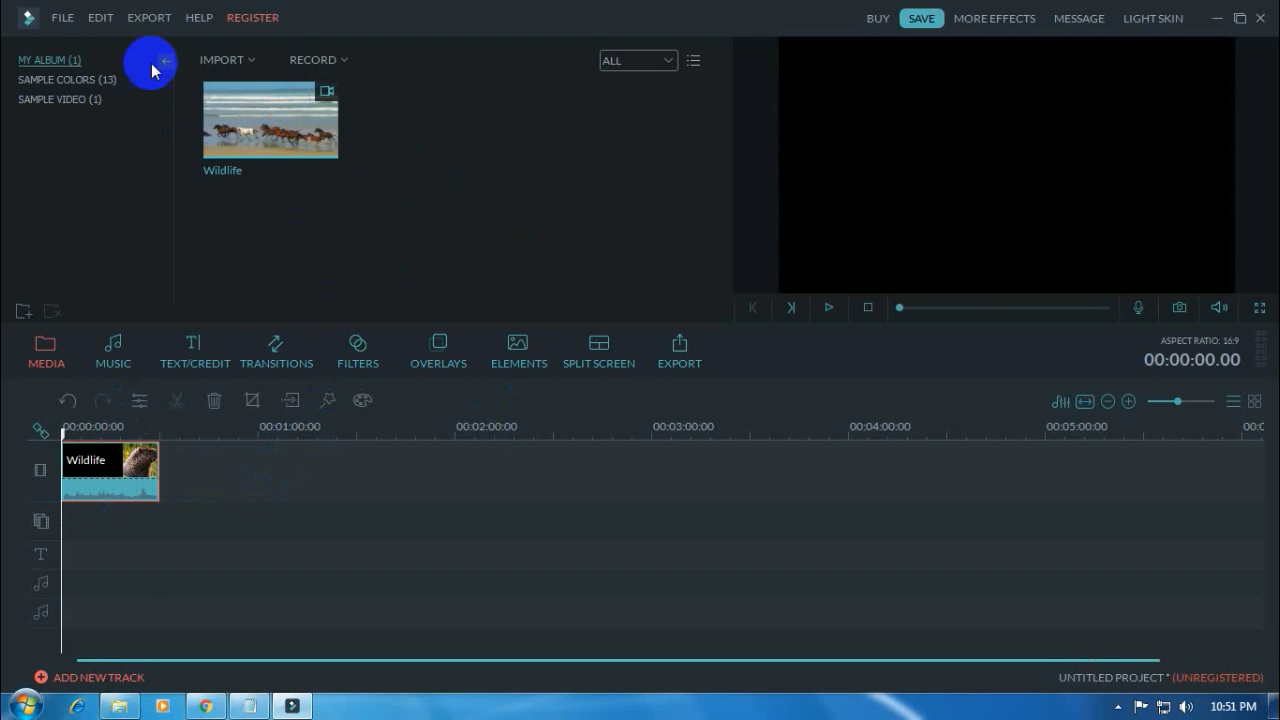 FILE EDIT EXPORT HELP REGISTER BUY SAVE MORE EFFECTS MESSAGE LIGHT SKIN
MY ALBUM (1)
SAMPLE COLORS (13)
SAMPLE VIDEO (1)
IMPORT RECORD ALL
Wildlife
MEDIA MUSIC TEXT/CREDIT TRANSITIONS FILTERS OVERLAYS ELEMENTS SPLIT SCREEN EXPORT
ASPECT RATIO: 16:9
00:00:00.00
00:00:00:00 00:01:00:00 00:02:00:00 00:03:00:00 00:04:00:00 00:05:00:00 00:0
Wildlife
T
ADD NEW TRACK
UNTITLED PROJECT * (UNREGISTERED)
10:51 PM